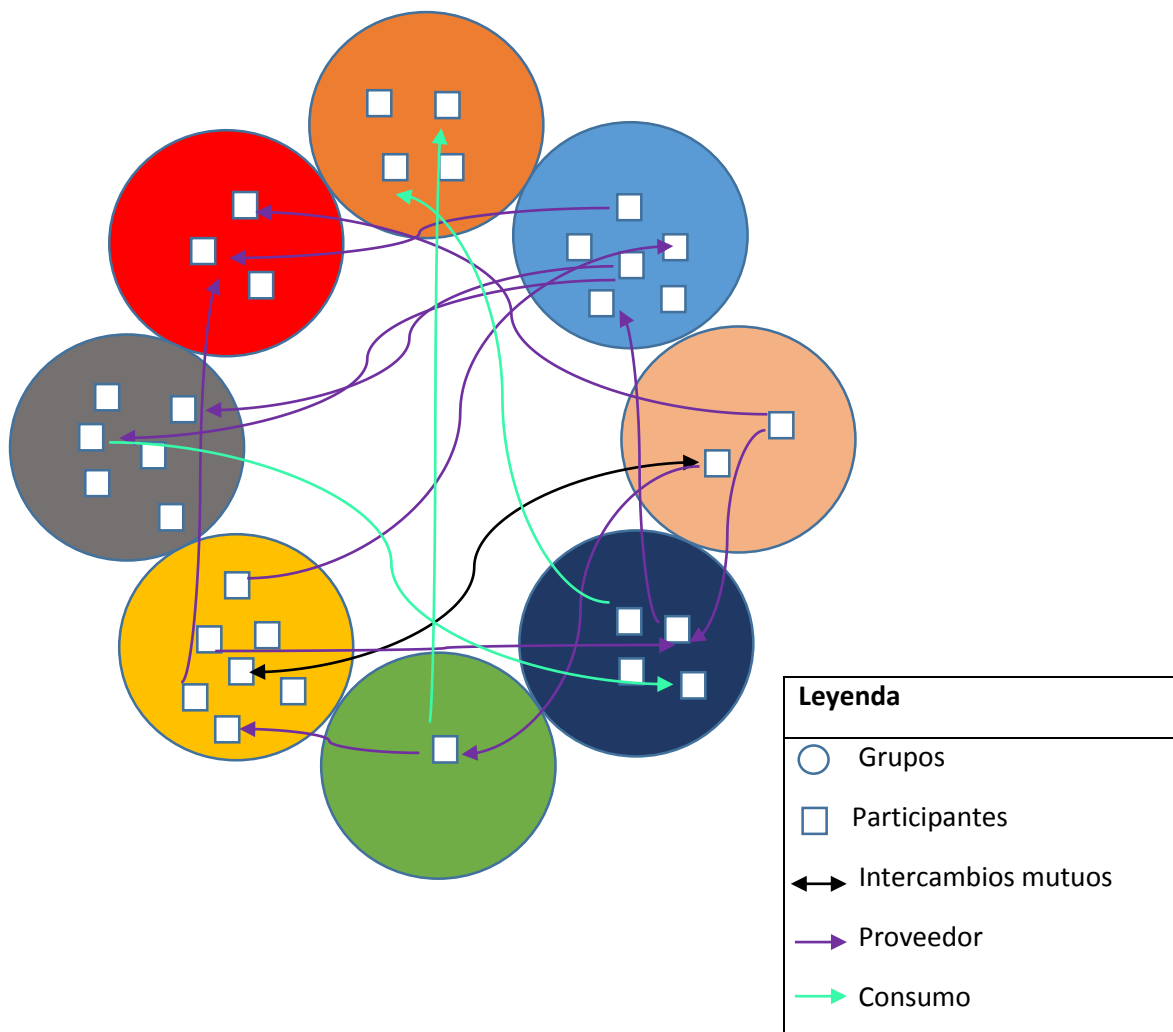 Leyenda
Grupos
Participantes
Intercambios mutuos
Proveedor
Consumo